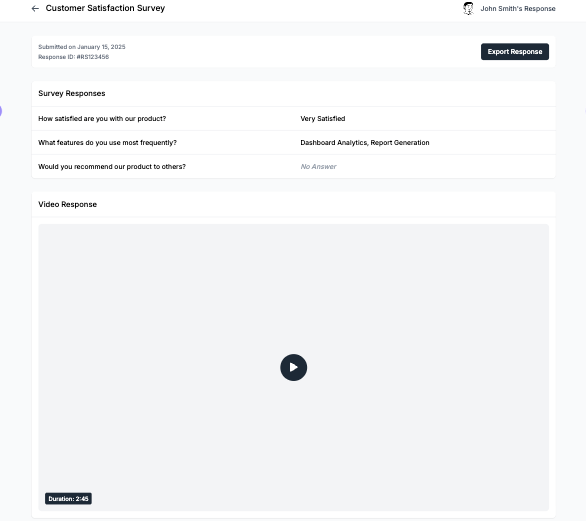 Customer Satisfaction Survey
John Smith's Response
Submitted on January 15, 2025
Response ID: #RS123456
Export Response
Survey Responses
How satisfied are you with our product? Very Satisfied
What features do you use most frequently? Dashboard Analytics, Report Generation
Would you recommend our product to others? No Answer
Video Response
Duration: 2:45